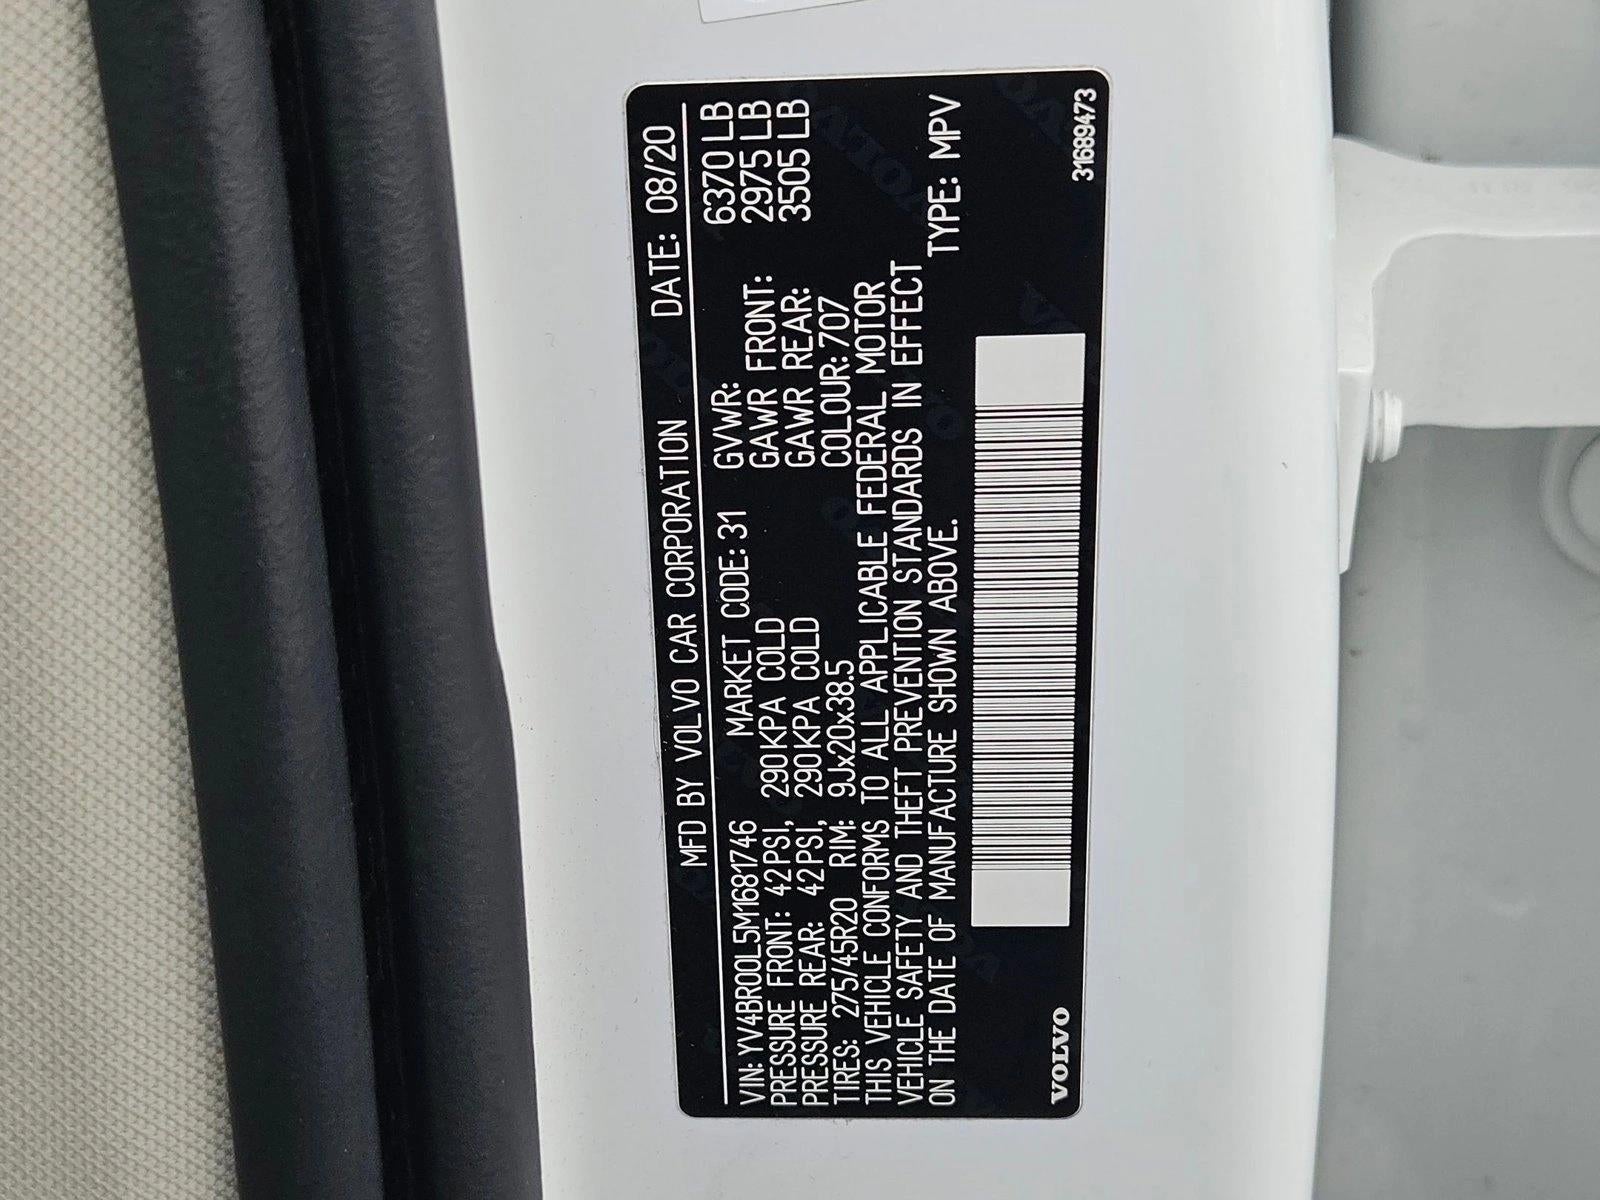 MFD BY VOLVO CAR CORPORATION DATE: 08/20
VIN: YV4BR00L5M1681746 MARKET CODE: 31 GVWR: 6370 LB
PRESSURE FRONT: 42PSI, 290KPA COLD GAWR FRONT: 2975 LB
PRESSURE REAR: 42PSI, 290KPA COLD GAWR REAR: 3505 LB
TIRES: 275/45R20 RIM: 9Jx20x38.5 COLOUR: 707
THIS VEHICLE CONFORMS TO ALL APPLICABLE FEDERAL MOTOR
VEHICLE SAFETY AND THEFT PREVENTION STANDARDS IN EFFECT
ON THE DATE OF MANUFACTURE SHOWN ABOVE. TYPE: MPV
VOLVO 31689473